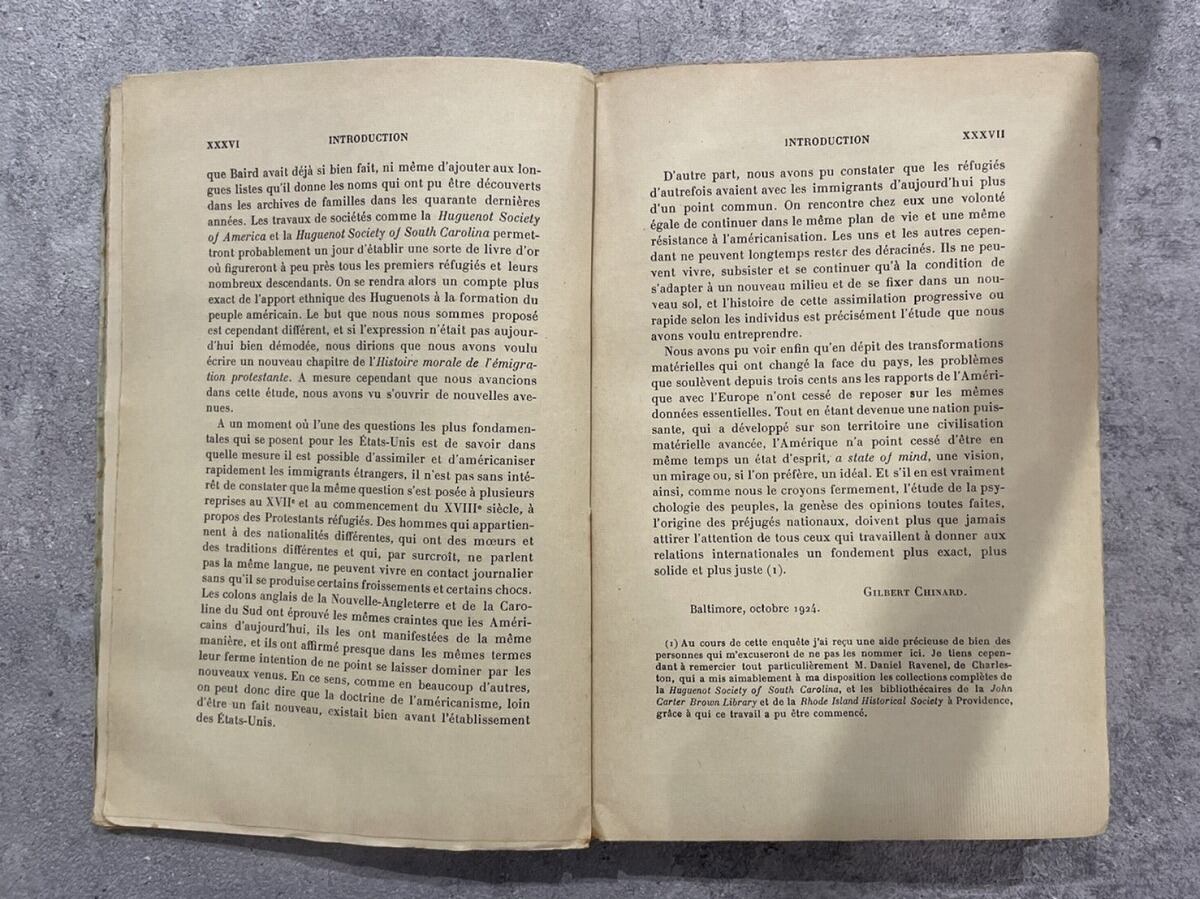 XXXVI INTRODUCTION
que Baird avait déjà si bien fait, ni même d'ajouter aux lon-
gues listes qu'il donne les noms qui ont pu être découverts
dans les archives de familles dans les quarante dernières
années. Les travaux de sociétés comme la Huguenot Society
of America et la Huguenot Society of South Carolina permet-
tront probablement un jour d'établir une sorte de livre d'or
où figureront à peu près tous les premiers réfugiés et leurs
nombreux descendants. On se rendra alors un compte plus
exact de l'apport ethnique des Huguenots à la formation du
peuple américain. Le but que nous nous sommes proposé
est cependant différent, et si l'expression n'était pas aujour-
d'hui bien démodée, nous dirions que nous avons voulu
écrire un nouveau chapitre de l'Histoire morale de l'émigra-
tion protestante. A mesure cependant que nous avancions
dans cette étude, nous avons vu s'ouvrir de nouvelles ave-
nues.
A un moment où l'une des questions les plus fondamen-
tales qui se posent pour les États-Unis est de savoir dans
quelle mesure il est possible d'assimiler et d'américaniser
rapidement les immigrants étrangers, il n'est pas sans inté-
rêt de constater que la même question s'est posée à plusieurs
reprises au XVIIe et au commencement du XVIIIe siècle, à
propos des Protestants réfugiés. Des hommes qui appartien-
nent à des nationalités différentes, qui ont des mœurs et
des traditions différentes et qui, par surcroît, ne parlent
pas la même langue, ne peuvent vivre en contact journalier
sans qu'il se produise certains froissements et certains chocs.
Les colons anglais de la Nouvelle-Angleterre et de la Caro-
line du Sud ont éprouvé les mêmes craintes que les Améri-
cains d'aujourd'hui, ils les ont manifestées de la même
manière, et ils ont affirmé presque dans les mêmes termes
leur ferme intention de ne point se laisser dominer par les
nouveaux venus. En ce sens, comme en beaucoup d'autres,
on peut donc dire que la doctrine de l'américanisme, loin
d'être un fait nouveau, existait bien avant l'établissement
des États-Unis.
INTRODUCTION XXXVII
D'autre part, nous avons pu constater que les réfugiés
d'autrefois avaient avec les immigrants d'aujourd'hui plus
d'un point commun. On rencontre chez eux une volonté
égale de continuer dans le même plan de vie et une même
résistance à l'américanisation. Les uns et les autres cepen-
dant ne peuvent longtemps rester des déracinés. Ils ne peu-
vent vivre, subsister et se continuer qu'à la condition de
s'adapter à un nouveau milieu et de se fixer dans un nou-
veau sol, et l'histoire de cette assimilation progressive ou
rapide selon les individus est précisément l'étude que nous
avons voulu entreprendre.
Nous avons pu voir enfin qu'en dépit des transformations
matérielles qui ont changé la face du pays, les problèmes
que soulèvent depuis trois cents ans les rapports de l'Améri-
que avec l'Europe n'ont cessé de reposer sur les mêmes
données essentielles. Tout en étant devenue une nation puis-
sante, qui a développé sur son territoire une civilisation
matérielle avancée, l'Amérique n'a point cessé d'être en
même temps un état d'esprit, a state of mind, une vision,
un mirage ou, si l'on préfère, un idéal. Et s'il en est vraiment
ainsi, comme nous le croyons fermement, l'étude de la psy-
chologie des peuples, la genèse des opinions toutes faites,
l'origine des préjugés nationaux, doivent plus que jamais
attirer l'attention de tous ceux qui travaillent à donner aux
relations internationales un fondement plus exact, plus
solide et plus juste (1).
GILBERT CHINARD.
Baltimore, octobre 1924.
(1) Au cours de cette enquête j'ai reçu une aide précieuse de bien des
personnes qui m'excuseront de ne pas les nommer ici. Je tiens cepen-
dant à remercier tout particulièrement M. Daniel Ravenel, de Charles-
ton, qui a mis aimablement à ma disposition les collections complètes de
la Huguenot Society of South Carolina, et les bibliothécaires de la John
Carter Brown Library et de la Rhode Island Historical Society à Providence,
grâce à qui ce travail a pu être commencé.